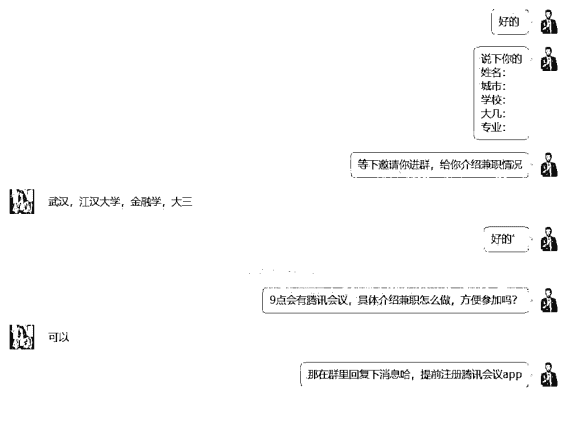 好的
说下你的
姓名：
城市：
学校：
大几：
专业：
等下邀请你进群，给你介绍兼职情况
武汉，江汉大学，金融学，大三
好的~
9点会有腾讯会议，具体介绍兼职怎么做，方便参加吗？
可以
那在群里回复下消息哈，提前注册腾讯会议app